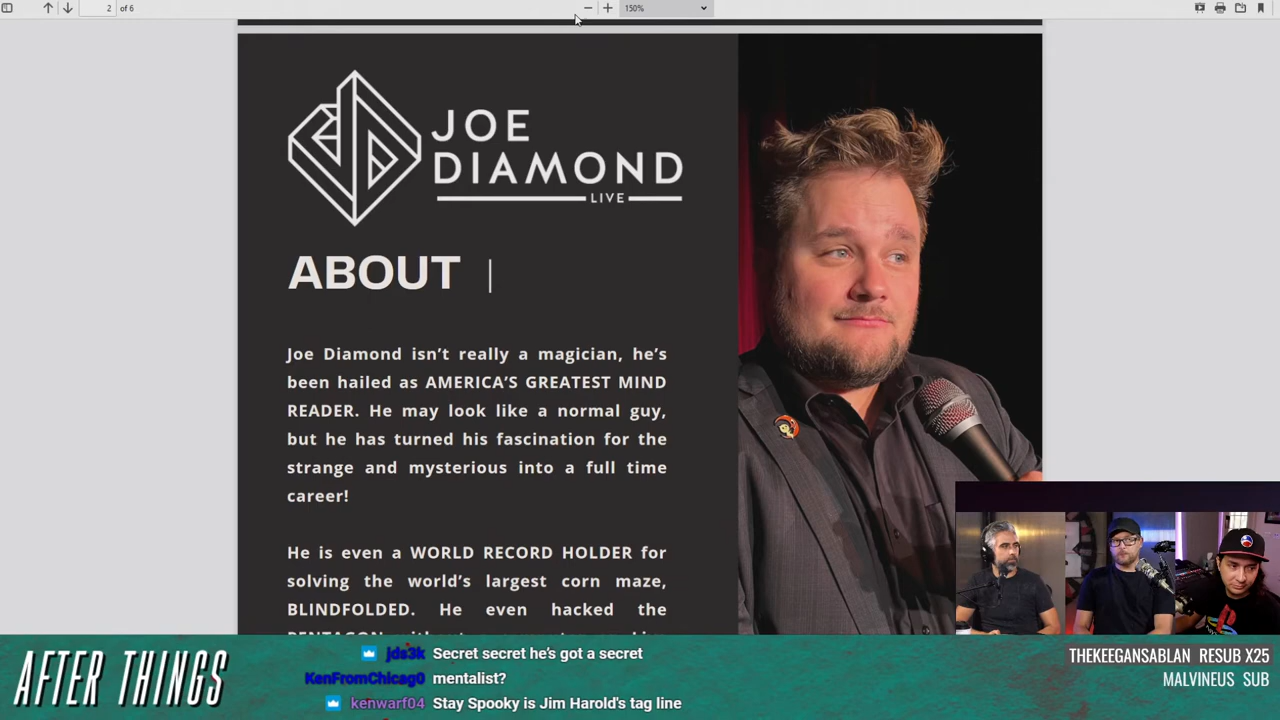 2
of 6
150%
JOE
DIAMOND
LIVE
ABOUT |
Joe Diamond isn't really a magician, he's
been hailed as AMERICA'S GREATEST MIND
READER. He may look like a normal guy,
but he has turned his fascination for the
strange and mysterious into a full time
career!
He is even a WORLD RECORD HOLDER for
solving the world's largest corn maze,
BLINDFOLDED. He even hacked the
AFTER THINGS
jds3k Secret secret he's got a secret
KenFromChicag0 mentalist?
kenwarf04 Stay Spooky is Jim Harold's tag line
THEKEEGANSABLAN RESUB X25
MALVINEUS SUB